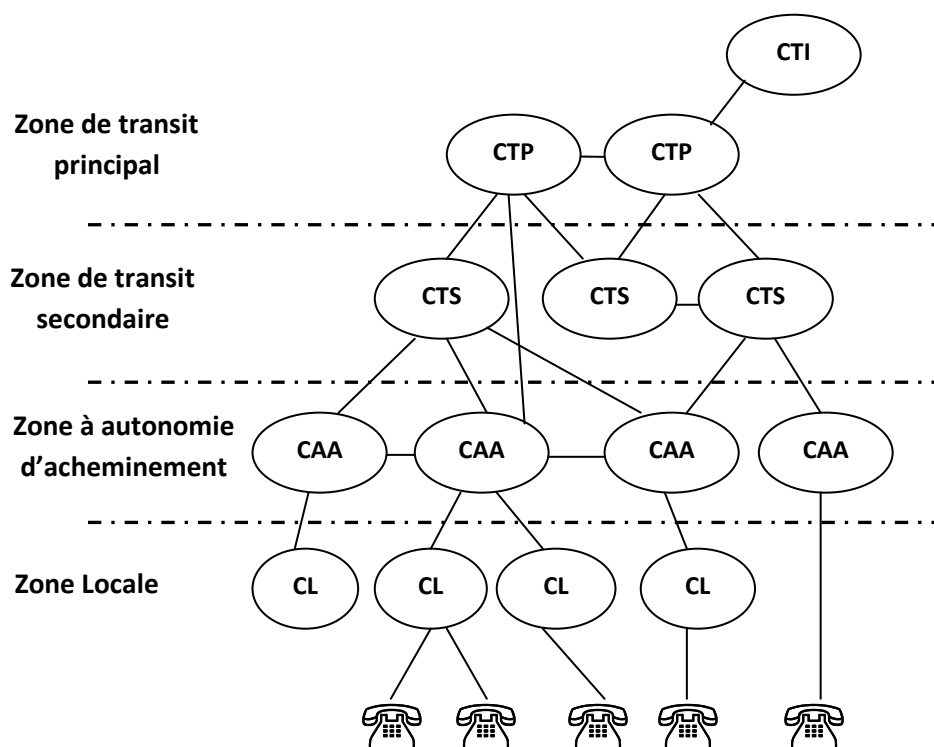 CTI
Zone de transit
principal
CTP CTP
Zone de transit
secondaire
CTS CTS CTS
Zone à autonomie
d'acheminement
CAA CAA CAA CAA
Zone Locale
CL CL CL CL